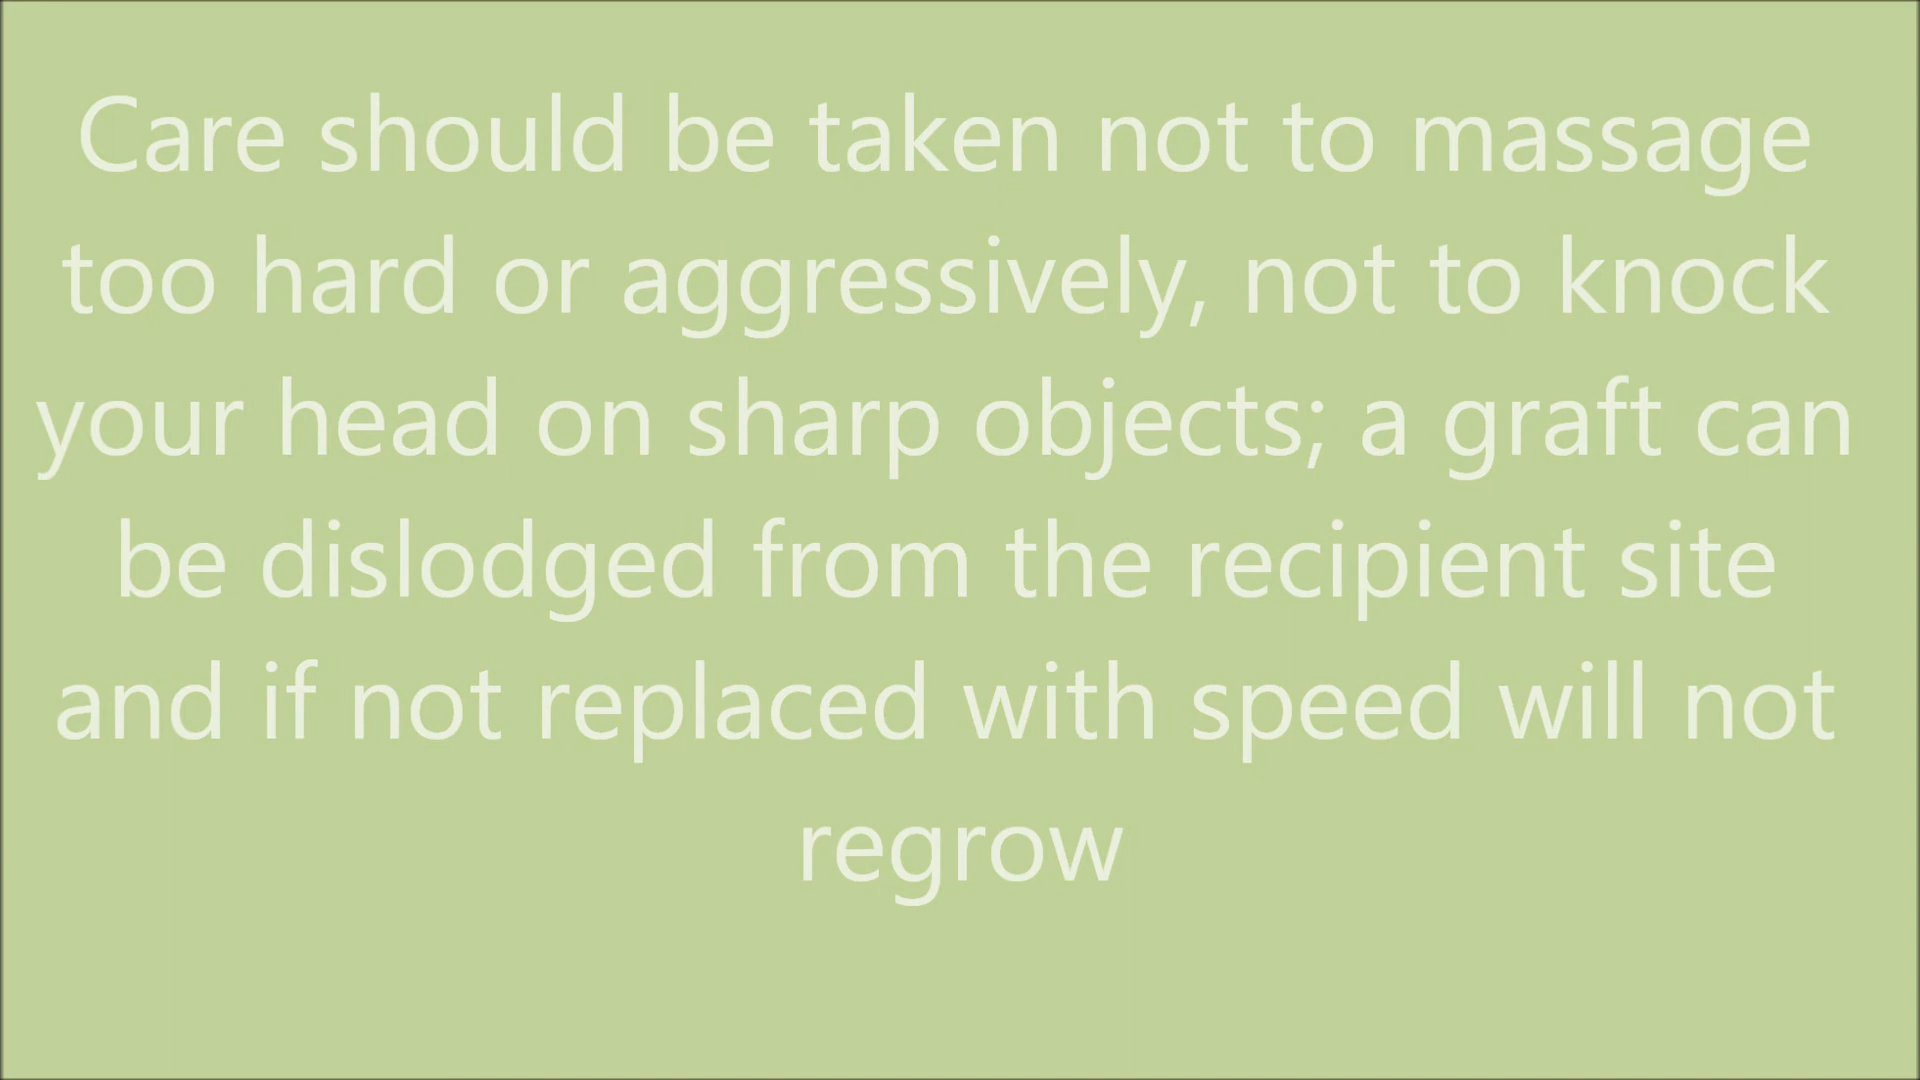 Care should be taken not to massage
too hard or aggressively, not to knock
your head on sharp objects; a graft can
be dislodged from the recipient site
and if not replaced with speed will not
regrow